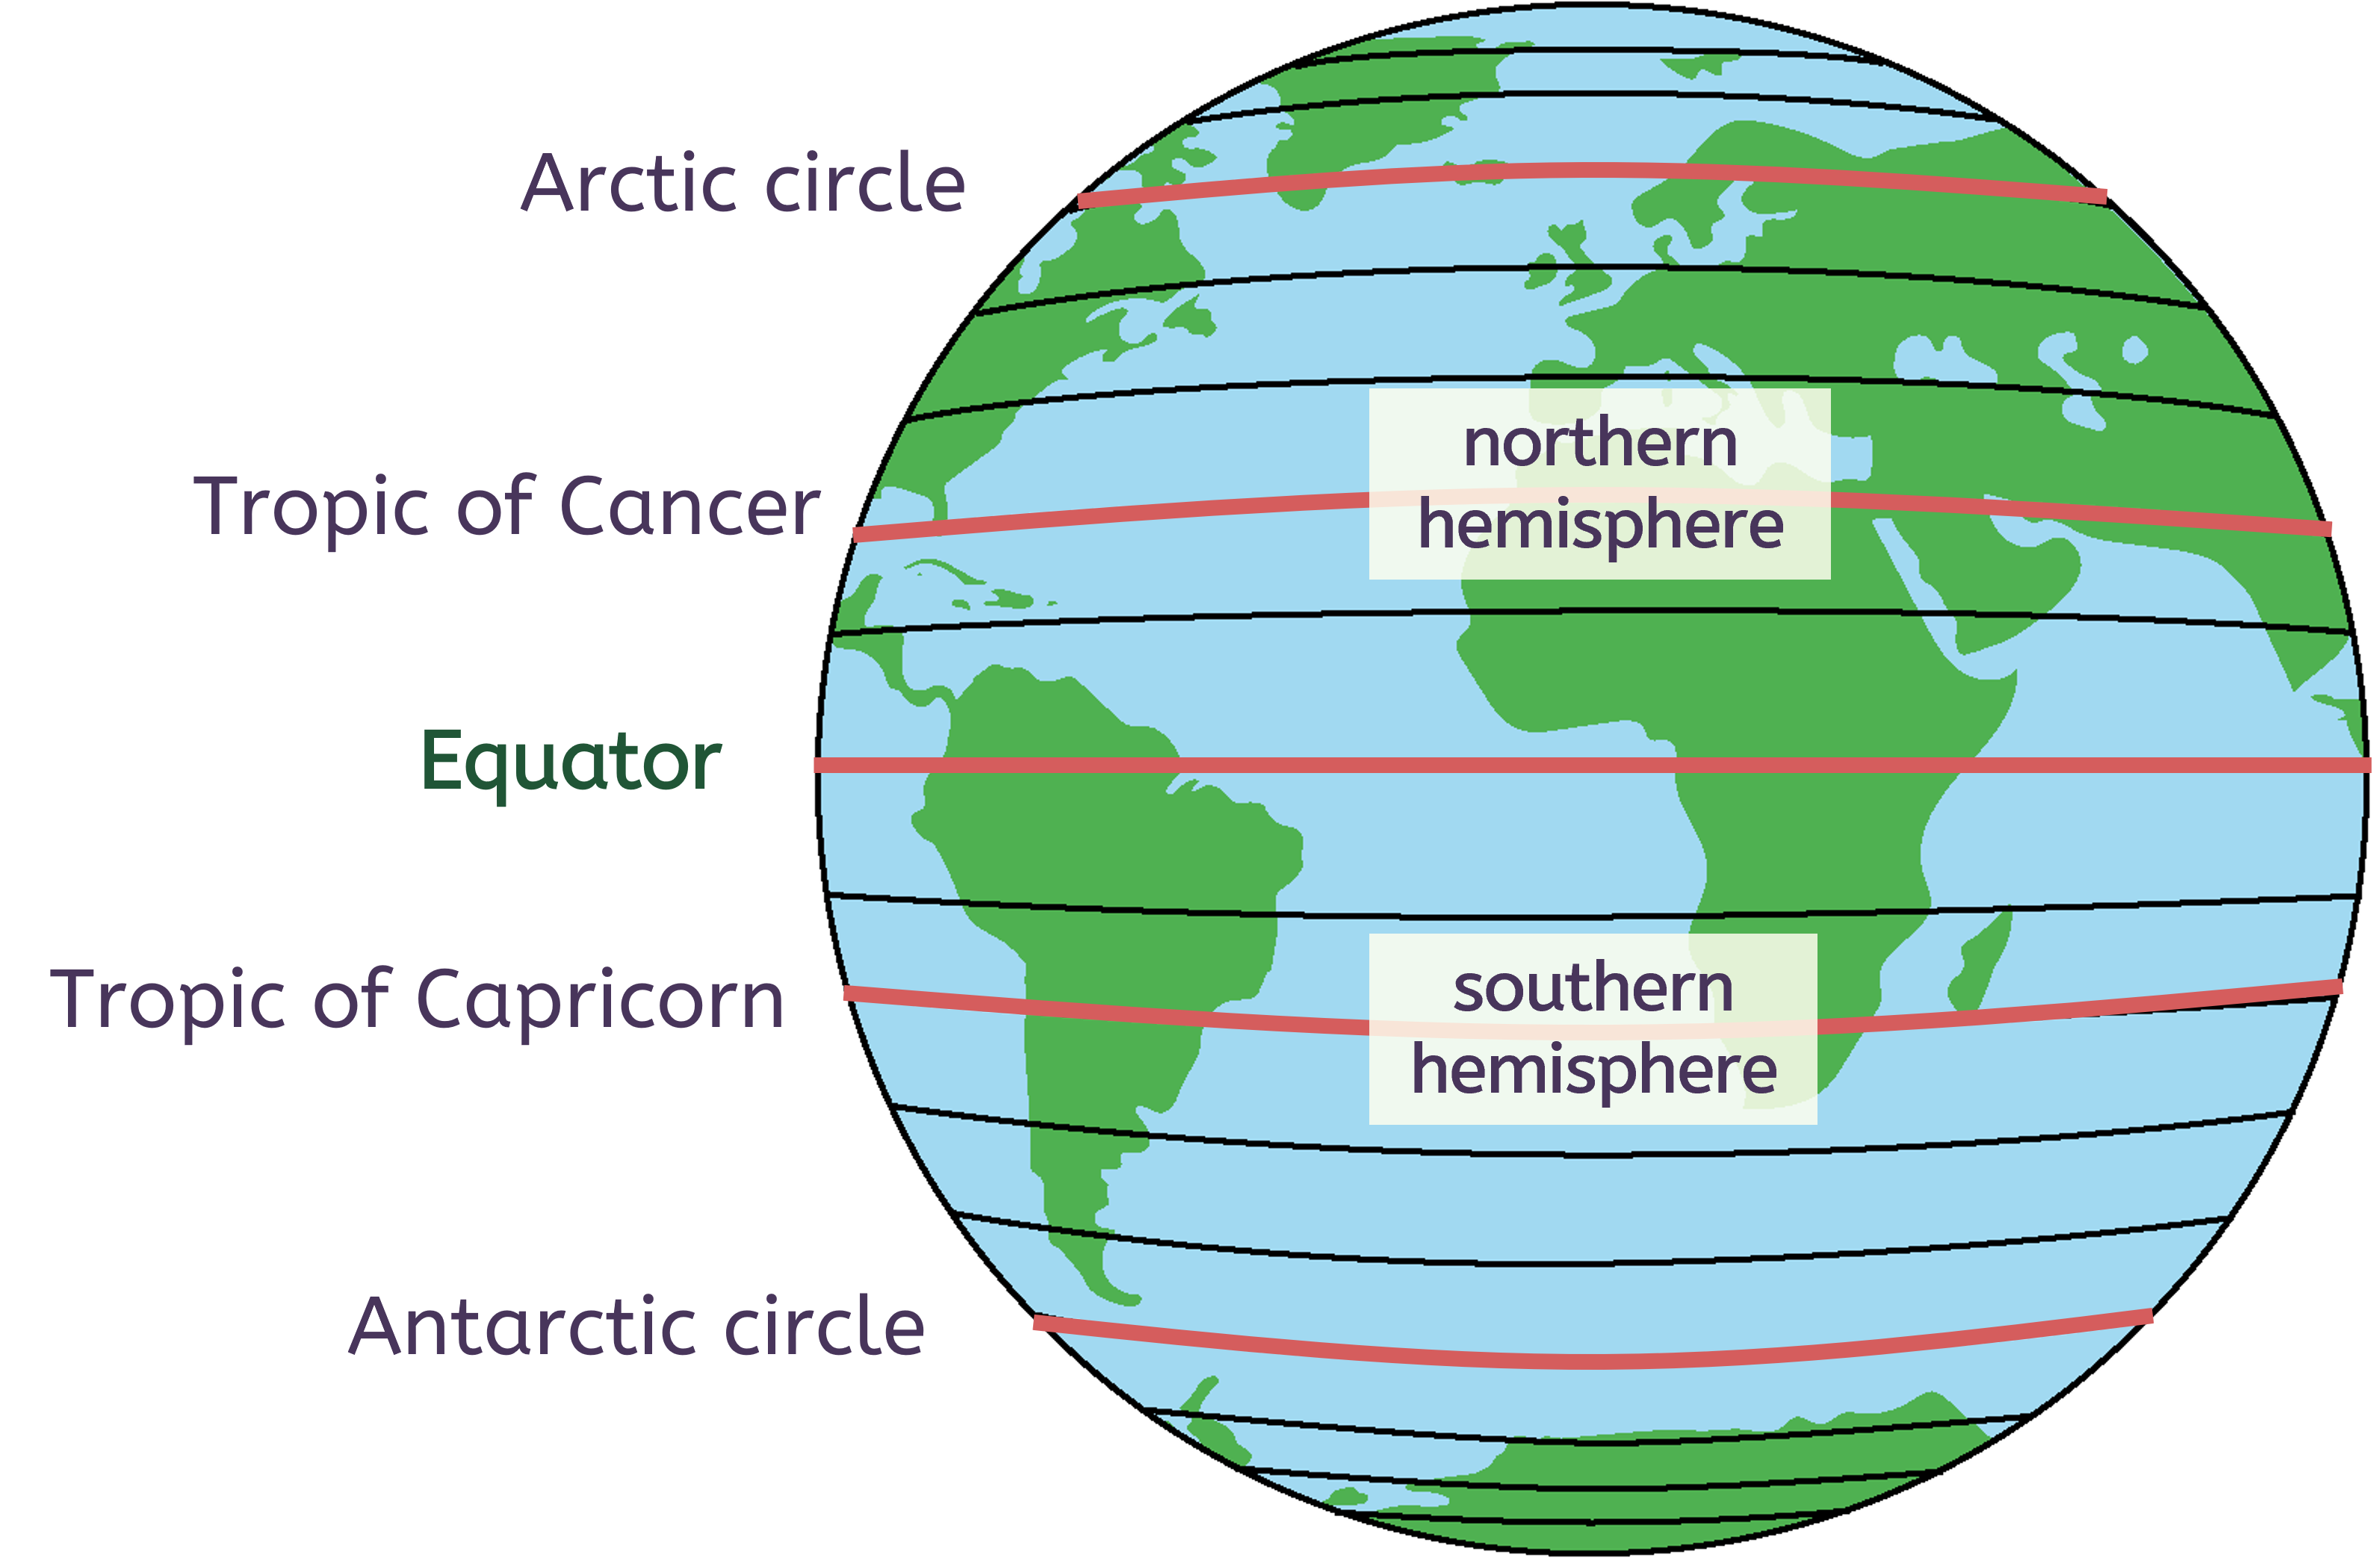 Arctic circle
northern
hemisphere
Tropic of Cancer
Equator
southern
hemisphere
Tropic of Capricorn
Antarctic circle